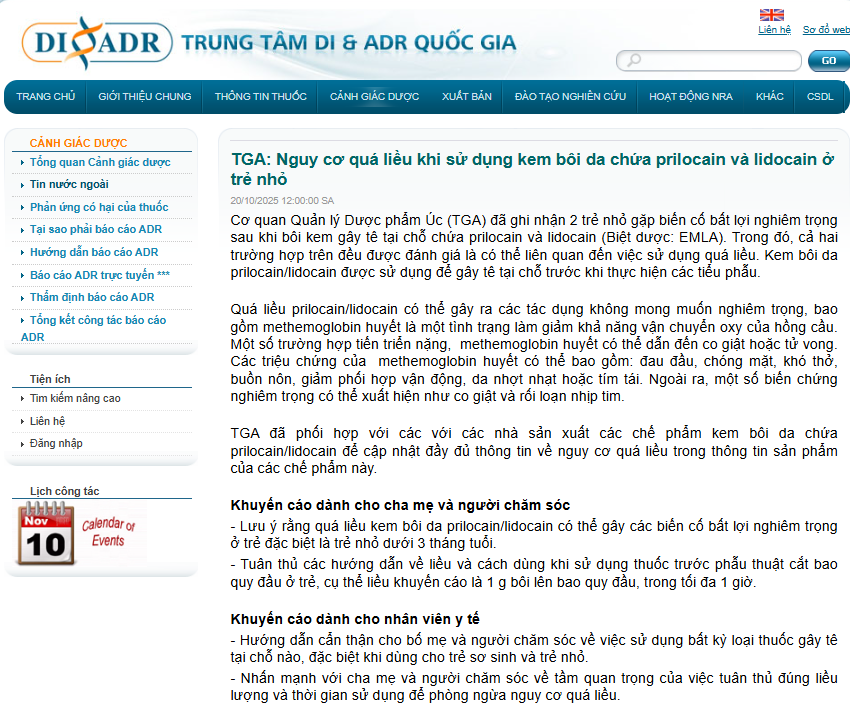 DI ADR TRUNG TÂM DI & ADR QUỐC GIA
Liên hệ Sơ đồ web
GO
TRANG CHỦ GIỚI THIỆU CHUNG THÔNG TIN THUỐC CẢNH GIÁC DƯỢC XUẤT BẢN ĐÀO TẠO NGHIÊN CỨU HOẠT ĐỘNG NRA KHÁC CSDL
CẢNH GIÁC DƯỢC
Tổng quan Cảnh giác dược
Tin nước ngoài
Phản ứng có hại của thuốc
Tại sao phải báo cáo ADR
Hướng dẫn báo cáo ADR
Báo cáo ADR trực tuyến ***
Thẩm định báo cáo ADR
Tổng kết công tác báo cáo
ADR
Tiện ích
Tìm kiếm nâng cao
Liên hệ
Đăng nhập
Lịch công tác
Nov
10
Calendar of
Events
TGA: Nguy cơ quá liều khi sử dụng kem bôi da chứa prilocain và lidocain ở
trẻ nhỏ
20/10/2025 12:00:00 SA
Cơ quan Quản lý Dược phẩm Úc (TGA) đã ghi nhận 2 trẻ nhỏ gặp biến cố bất lợi nghiêm trọng
sau khi bôi kem gây tê tại chỗ chứa prilocain và lidocain (Biệt dược: EMLA). Trong đó, cả hai
trường hợp trên đều được đánh giá là có thể liên quan đến việc sử dụng quá liều. Kem bôi da
prilocain/lidocain được sử dụng để gây tê tại chỗ trước khi thực hiện các tiểu phẫu.
Quá liều prilocain/lidocain có thể gây ra các tác dụng không mong muốn nghiêm trọng, bao
gồm methemoglobin huyết là một tình trạng làm giảm khả năng vận chuyển oxy của hồng cầu.
Một số trường hợp tiến triển nặng, methemoglobin huyết có thể dẫn đến co giật hoặc tử vong.
Các triệu chứng của methemoglobin huyết có thể bao gồm: đau đầu, chóng mặt, khó thở,
buồn nôn, giảm phối hợp vận động, da nhợt nhạt hoặc tím tái. Ngoài ra, một số biến chứng
nghiêm trọng có thể xuất hiện như co giật và rối loạn nhịp tim.
TGA đã phối hợp với các với các nhà sản xuất các chế phẩm kem bôi da chứa
prilocain/lidocain để cập nhật đầy đủ thông tin về nguy cơ quá liều trong thông tin sản phẩm
của các chế phẩm này.
Khuyến cáo dành cho cha mẹ và người chăm sóc
- Lưu ý rằng quá liều kem bôi da prilocain/lidocain có thể gây các biến cố bất lợi nghiêm trọng
ở trẻ đặc biệt là trẻ nhỏ dưới 3 tháng tuổi.
- Tuân thủ các hướng dẫn về liều và cách dùng khi sử dụng thuốc trước phẫu thuật cắt bao
quy đầu ở trẻ, cụ thể liều khuyến cáo là 1 g bôi lên bao quy đầu, trong tối đa 1 giờ.
Khuyến cáo dành cho nhân viên y tế
- Hướng dẫn cẩn thận cho bố mẹ và người chăm sóc về việc sử dụng bất kỳ loại thuốc gây tê
tại chỗ nào, đặc biệt khi dùng cho trẻ sơ sinh và trẻ nhỏ.
- Nhấn mạnh với cha mẹ và người chăm sóc về tầm quan trọng của việc tuân thủ đúng liều
lượng và thời gian sử dụng để phòng ngừa nguy cơ quá liều.